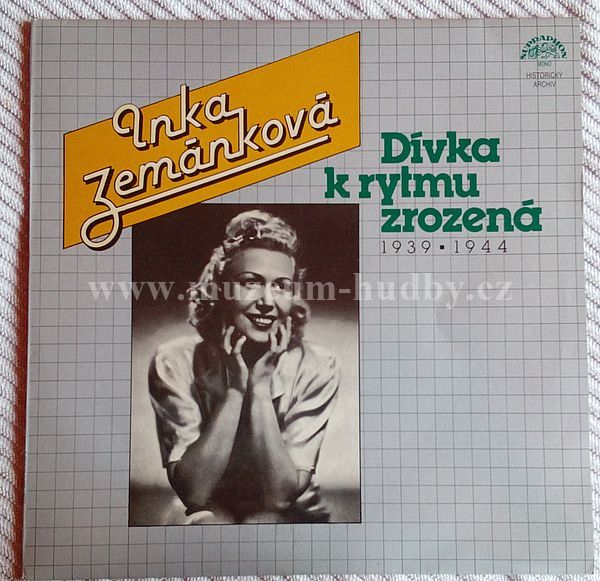 SUPRAPHON
MONO
HISTORICKÝ
ARCHIV
Inka
Zemánková
Dívka
k rytmu
zrozená
1939 ▪ 1944
www.muzeum-hudby.cz